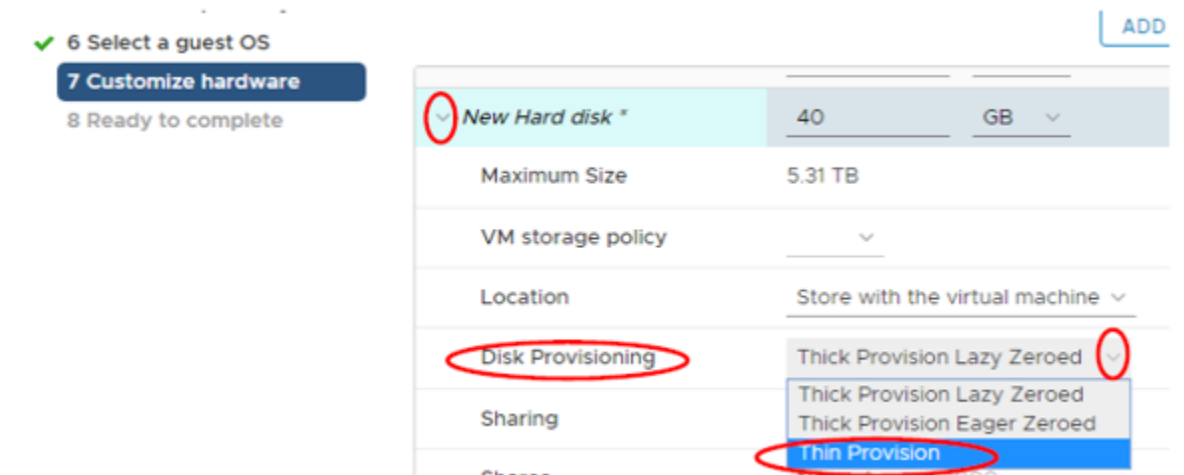 6 Select a guest OS
ADD
7 Customize hardware
8 Ready to complete
New Hard disk *
40 GB
Maximum Size
5.31 TB
VM storage policy
Location
Store with the virtual machine
Disk Provisioning
Thick Provision Lazy Zeroed
Thick Provision Lazy Zeroed
Thick Provision Eager Zeroed
Sharing
Thin Provision